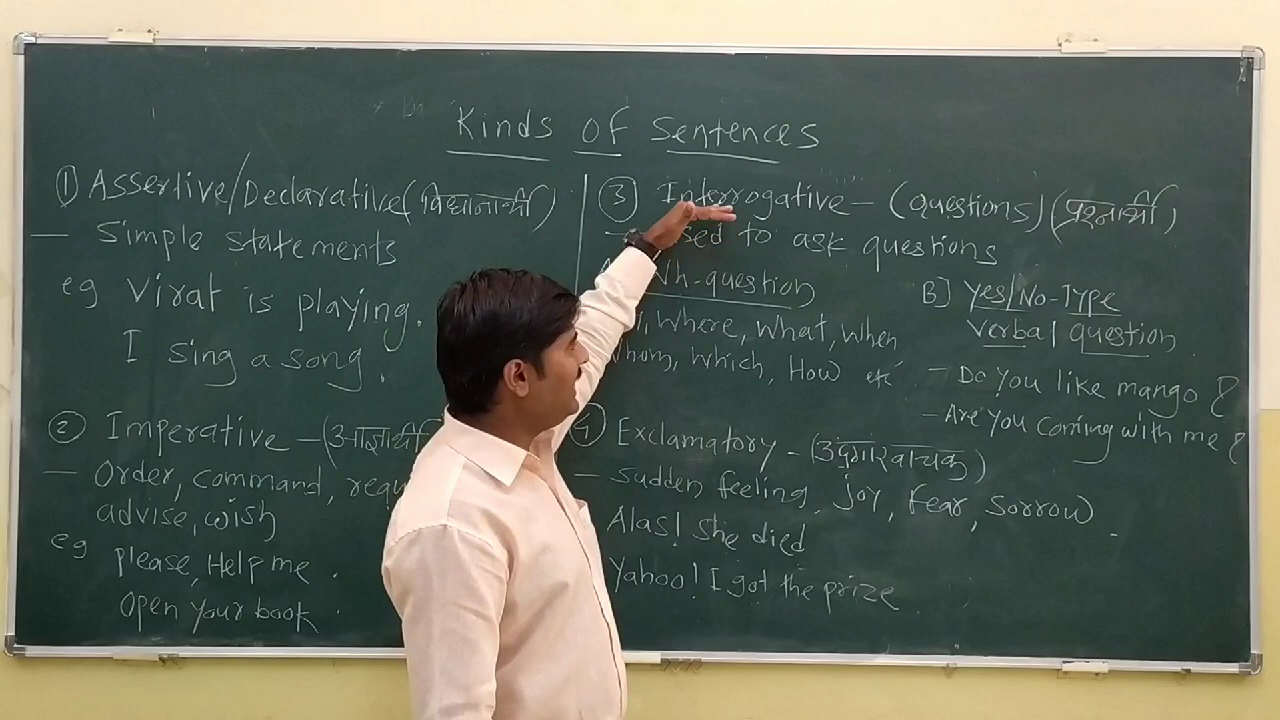 Kinds of Sentences
① Assertive/Declarative (विधानार्थी)
— Simple statements
eg Virat is playing.
I sing a song.
② Imperative – (आज्ञार्थी
— Order, command, requ
advise, wish
eg please, Help me .
Open Your book .
③ Interrogative – (questions) (प्रश्नार्थी)
— sed to ask questions
Wh-question
Where, What, When
Whom, Which, How etc
B] Yes/No-Type
Verbal question
– Do you like mango ?
– Are you coming with me ?
④ Exclamatory – (उद्गारवाचक)
— Sudden feeling, joy, Fear, Sorrow
Alas! She died
Yahoo! I got the prize